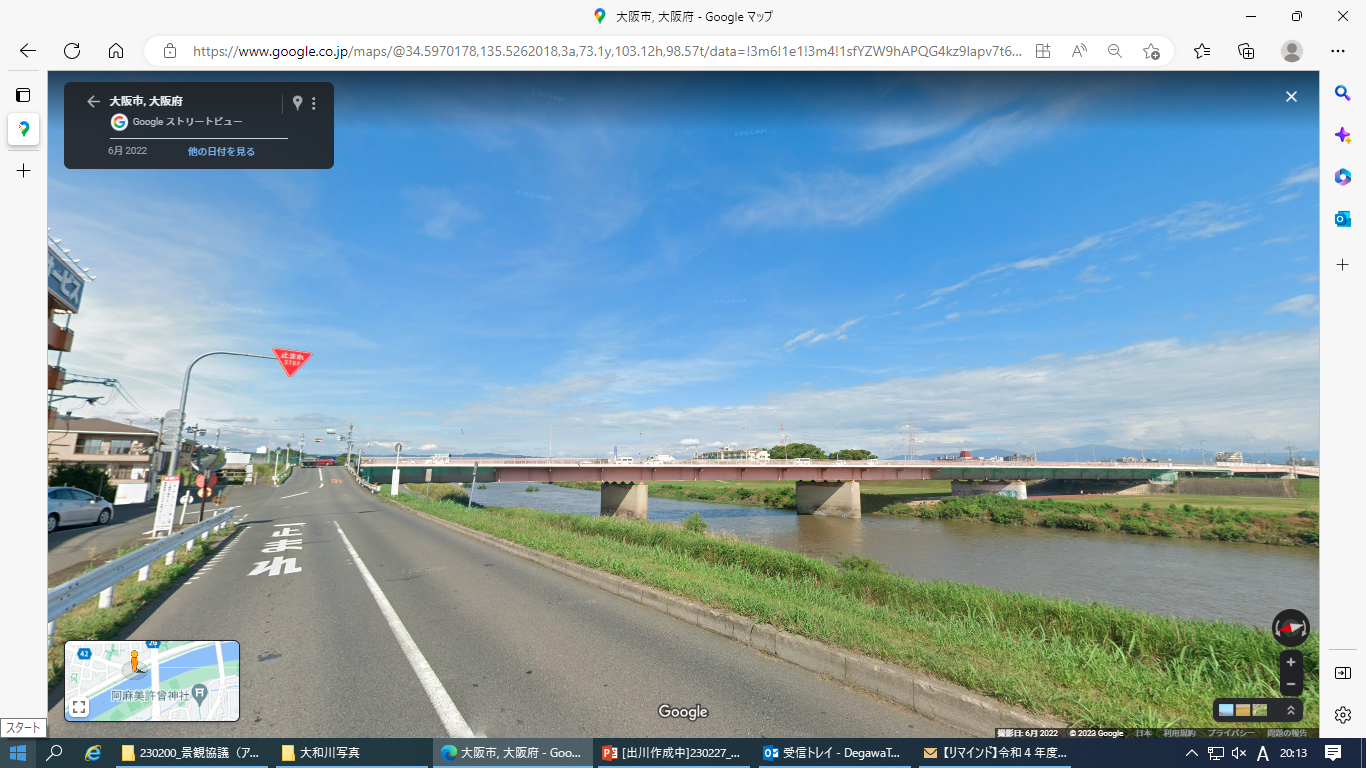 大阪市, 大阪府 - Google マップ
https://www.google.co.jp/maps/@34.5970178,135.5262018,3a,73.1y,103.12h,98.57t/data=!3m6!1e1!3m4!1sfYZW9hAPQG4kz9lapv7t6...
大阪市, 大阪府
Google ストリートビュー
6月 2022
他の日付を見る
止まれ
STOP
止まれ
42
26
阿麻美許曽神社
Google
撮影日: 6月 2022 © 2023 Google 日本 利用規約 プライバシー 問題の報告
スタート
230200_景観協議（ア...
大和川写真
大阪市, 大阪府 - Goo...
[出川作成中]230227_...
受信トレイ - DegawaT...
【リマインド】令和４年度...
A
20:13